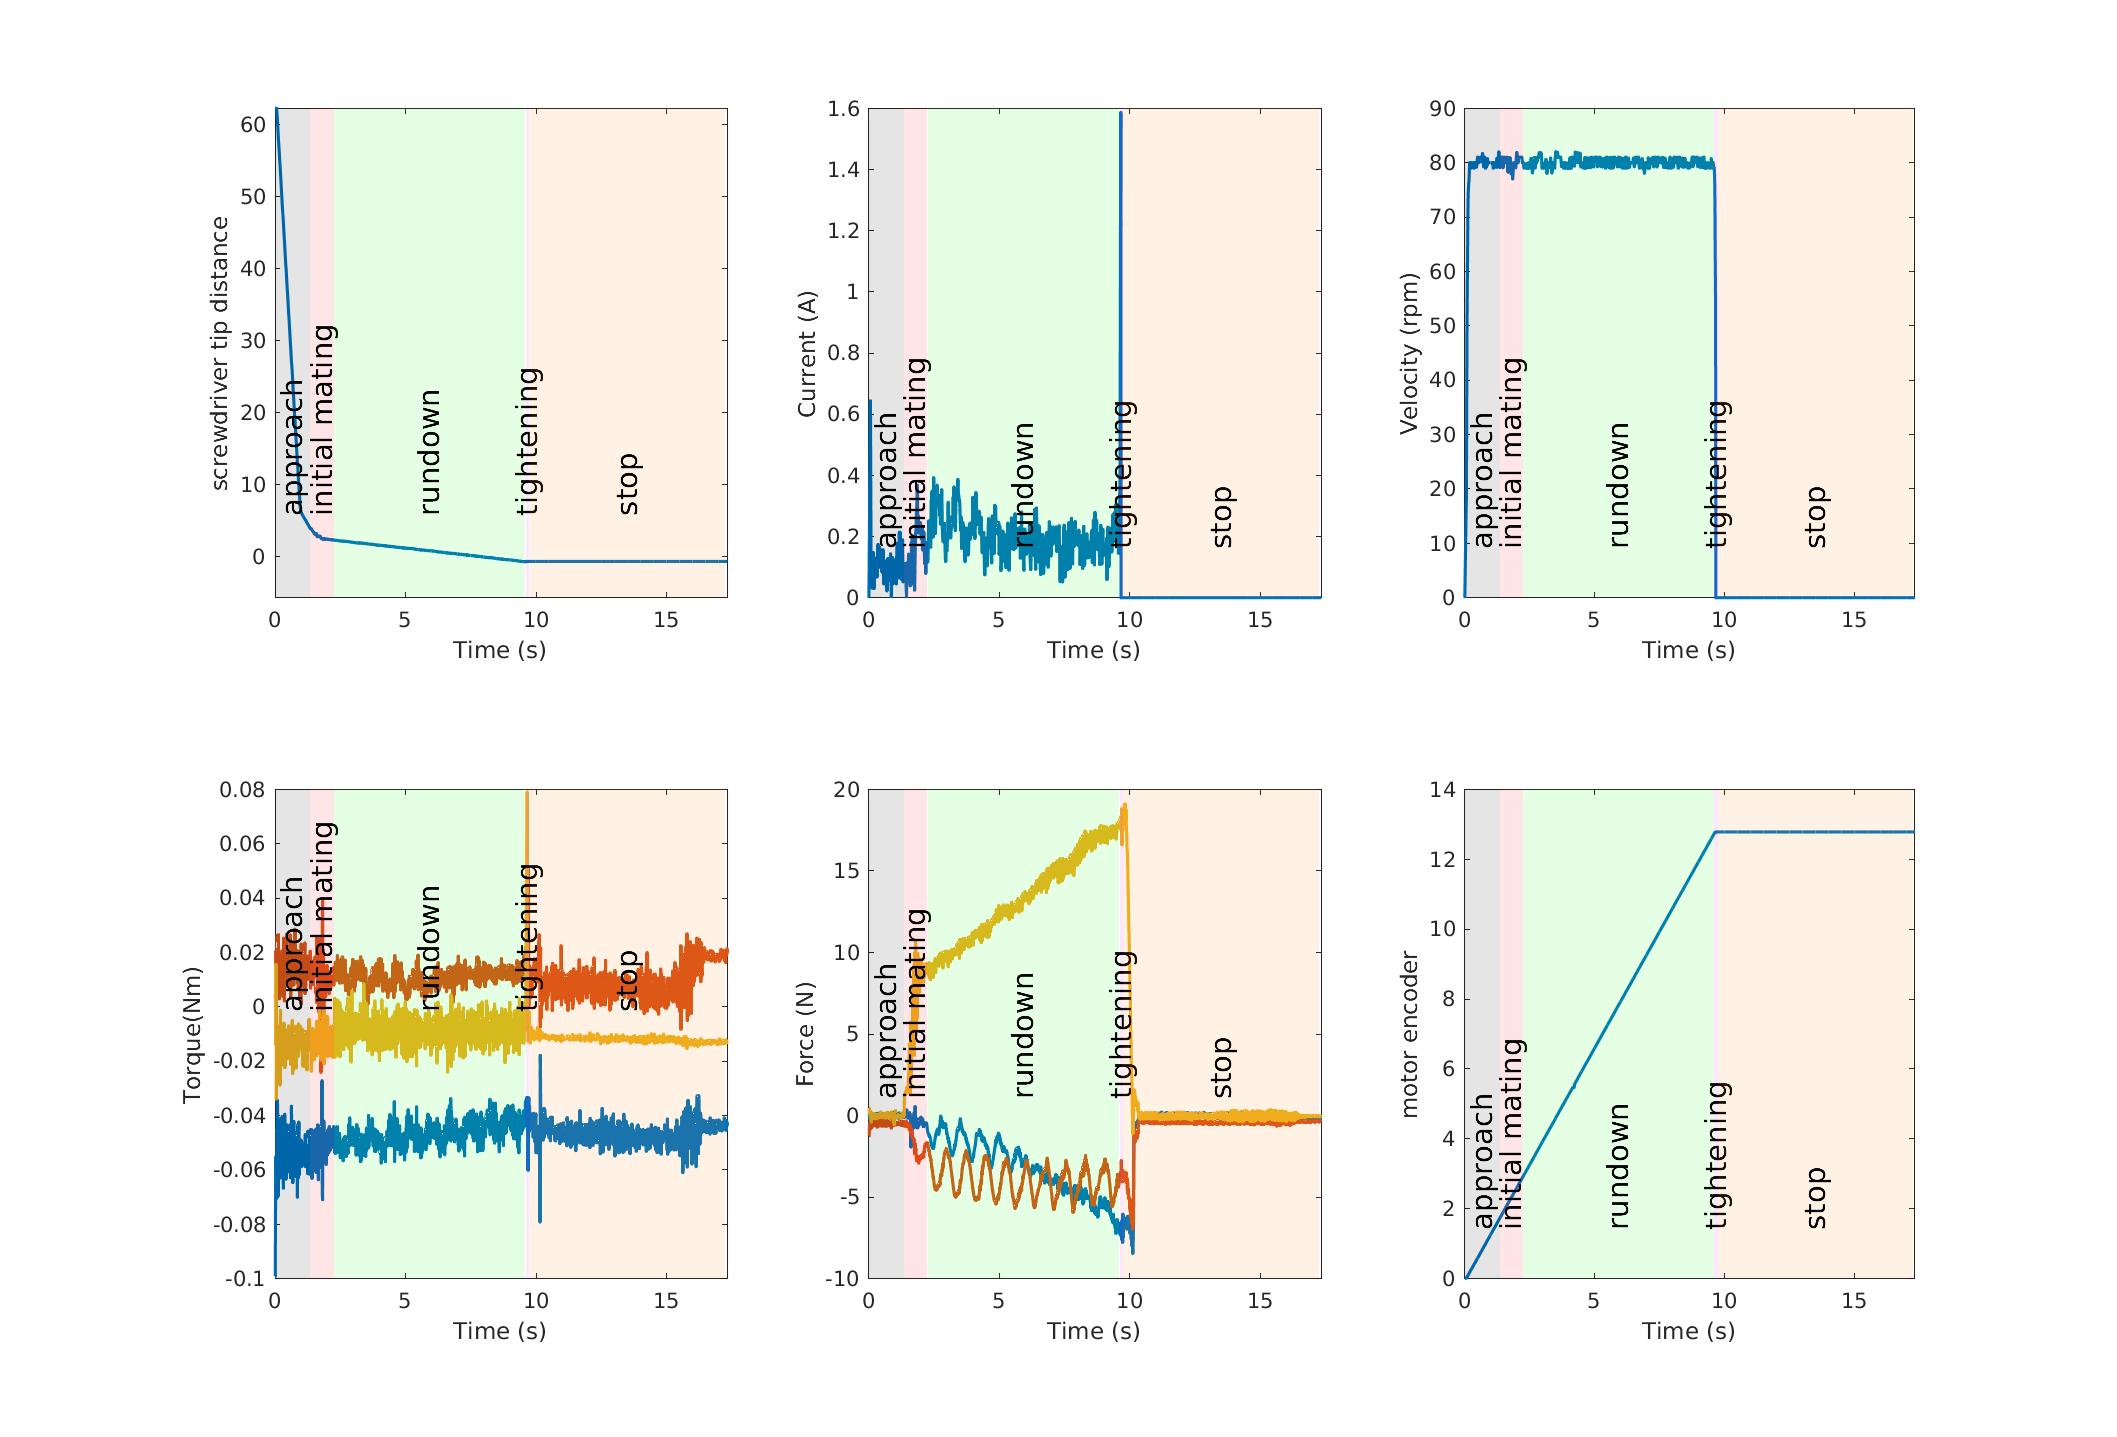 screwdriver tip distance
60
50
40
30
20
10
0
approach
initial mating
rundown
tightening
stop
0 5 10 15
Time (s)
Current (A)
1.6
1.4
1.2
1
0.8
0.6
0.4
0.2
0
approach
initial mating
rundown
tightening
stop
0 5 10 15
Time (s)
Velocity (rpm)
90
80
70
60
50
40
30
20
10
0
approach
initial mating
rundown
tightening
stop
0 5 10 15
Time (s)
Torque(Nm)
0.08
0.06
0.04
0.02
0
-0.02
-0.04
-0.06
-0.08
-0.1
approach
initial mating
rundown
tightening
stop
0 5 10 15
Time (s)
Force (N)
20
15
10
5
0
-5
-10
approach
initial mating
rundown
tightening
stop
0 5 10 15
Time (s)
motor encoder
14
12
10
8
6
4
2
0
approach
initial mating
rundown
tightening
stop
0 5 10 15
Time (s)